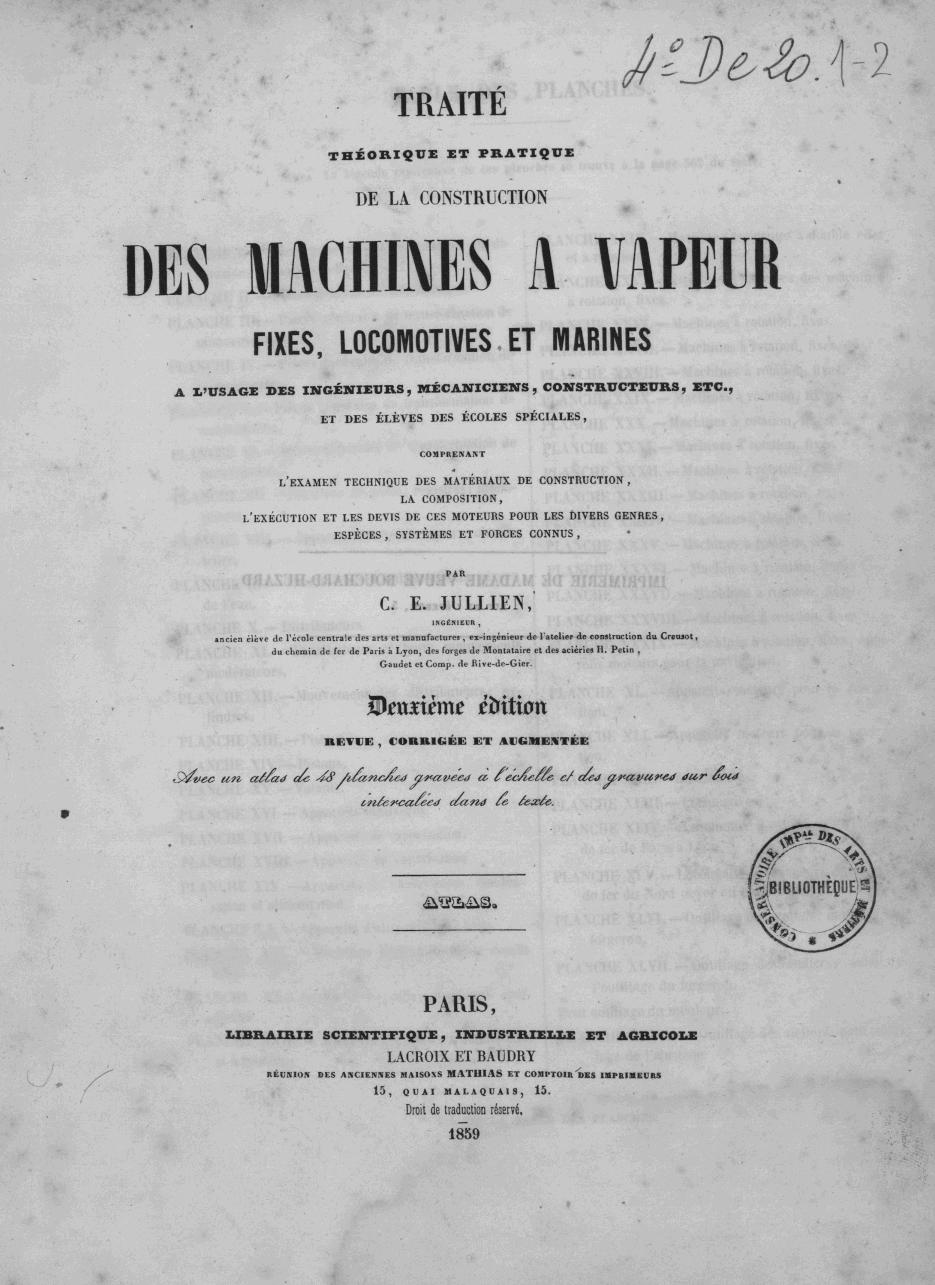 4º De 20. 1-2
TRAITÉ
THÉORIQUE ET PRATIQUE
DE LA CONSTRUCTION
DES MACHINES A VAPEUR
FIXES, LOCOMOTIVES ET MARINES
A L'USAGE DES INGÉNIEURS, MÉCANICIENS, CONSTRUCTEURS, ETC.,
ET DES ÉLÈVES DES ÉCOLES SPÉCIALES,
COMPRENANT
L'EXAMEN TECHNIQUE DES MATÉRIAUX DE CONSTRUCTION,
LA COMPOSITION,
L'EXÉCUTION ET LES DEVIS DE CES MOTEURS POUR LES DIVERS GENRES,
ESPÈCES, SYSTÈMES ET FORCES CONNUS,
PAR
C. E. JULLIEN,
INGÉNIEUR,
ancien élève de l'école centrale des arts et manufactures, ex-ingénieur de l'atelier de construction du Creusot,
du chemin de fer de Paris à Lyon, des forges de Montataire et des aciéries H. Petin,
Gaudet et Comp. de Rive-de-Gier.
Deuxième édition
REVUE, CORRIGÉE ET AUGMENTÉE
Avec un atlas de 48 planches gravées à l'échelle et des gravures sur bois
intercalées dans le texte.
CONSERVATOIRE IMPAL DES ARTS ET MÉTIERS
BIBLIOTHÈQUE
ATLAS.
PARIS,
LIBRAIRIE SCIENTIFIQUE, INDUSTRIELLE ET AGRICOLE
LACROIX ET BAUDRY
RÉUNION DES ANCIENNES MAISONS MATHIAS ET COMPTOIR DES IMPRIMEURS
15, QUAI MALAQUAIS, 15.
Droit de traduction réservé.
1859